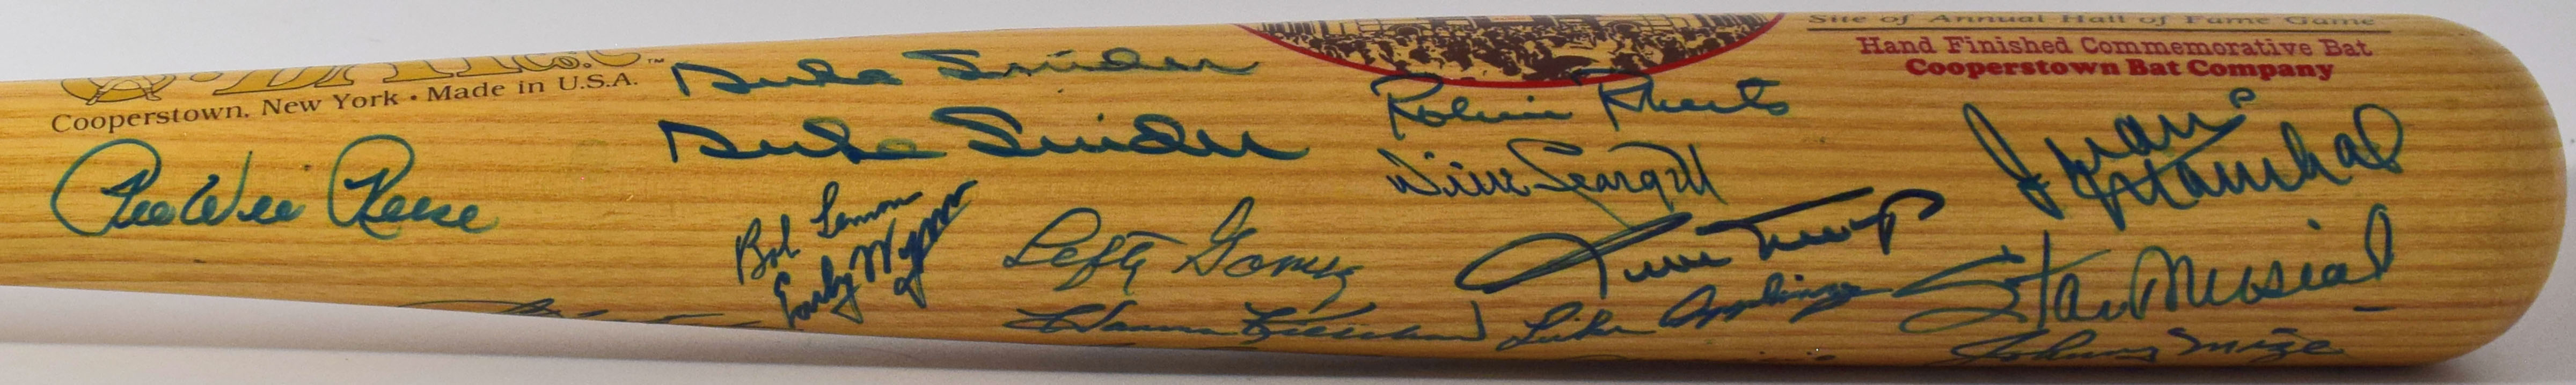 Site of Annual Hall of Fame Game
Hand Finished Commemorative Bat
Cooperstown Bat Company
Cooperstown, New York • Made in U.S.A.
Duke Snider
Duke Snider
Pee Wee Reese
Robin Roberts
Willie Stargell
Juan Marichal
Bob Lemon
Early Wynn
Lefty Gomez
Stan Musial
Harmon Killebrew
Luke Appling
Johnny Mize